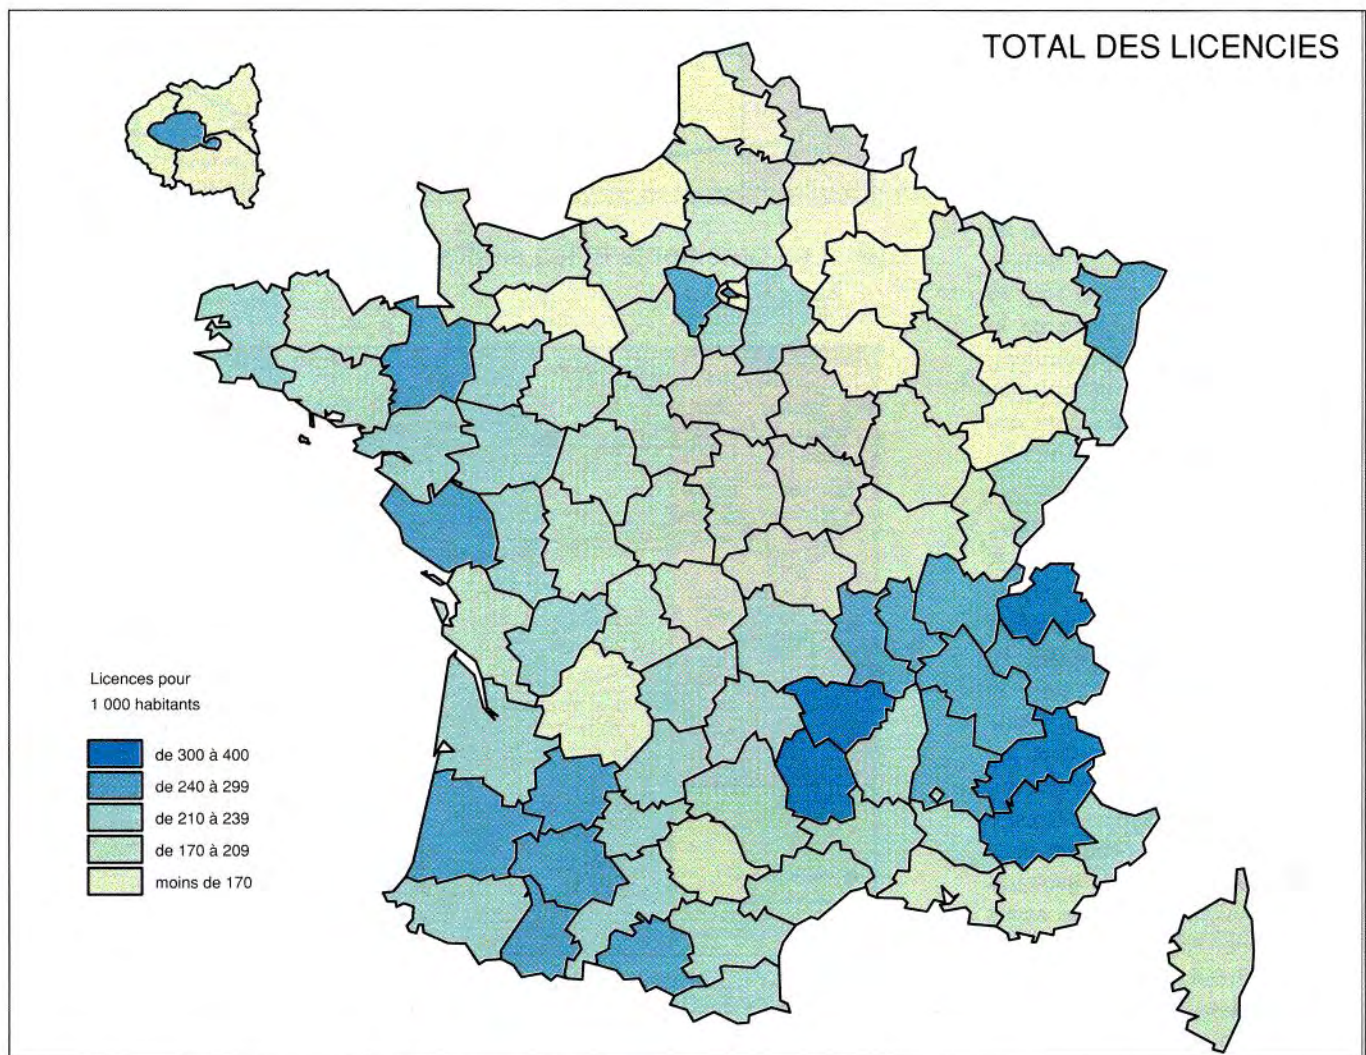 TOTAL DES LICENCIES
Licences pour
1 000 habitants
de 300 à 400
de 240 à 299
de 210 à 239
de 170 à 209
moins de 170